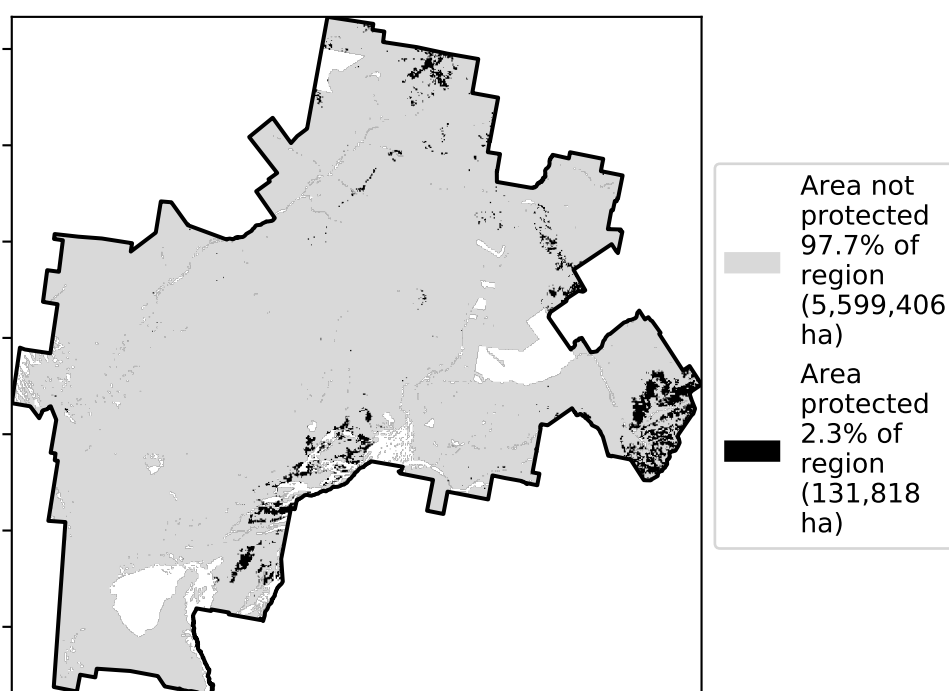 Area not
protected
97.7% of
region
(5,599,406
ha)
Area
protected
2.3% of
region
(131,818
ha)